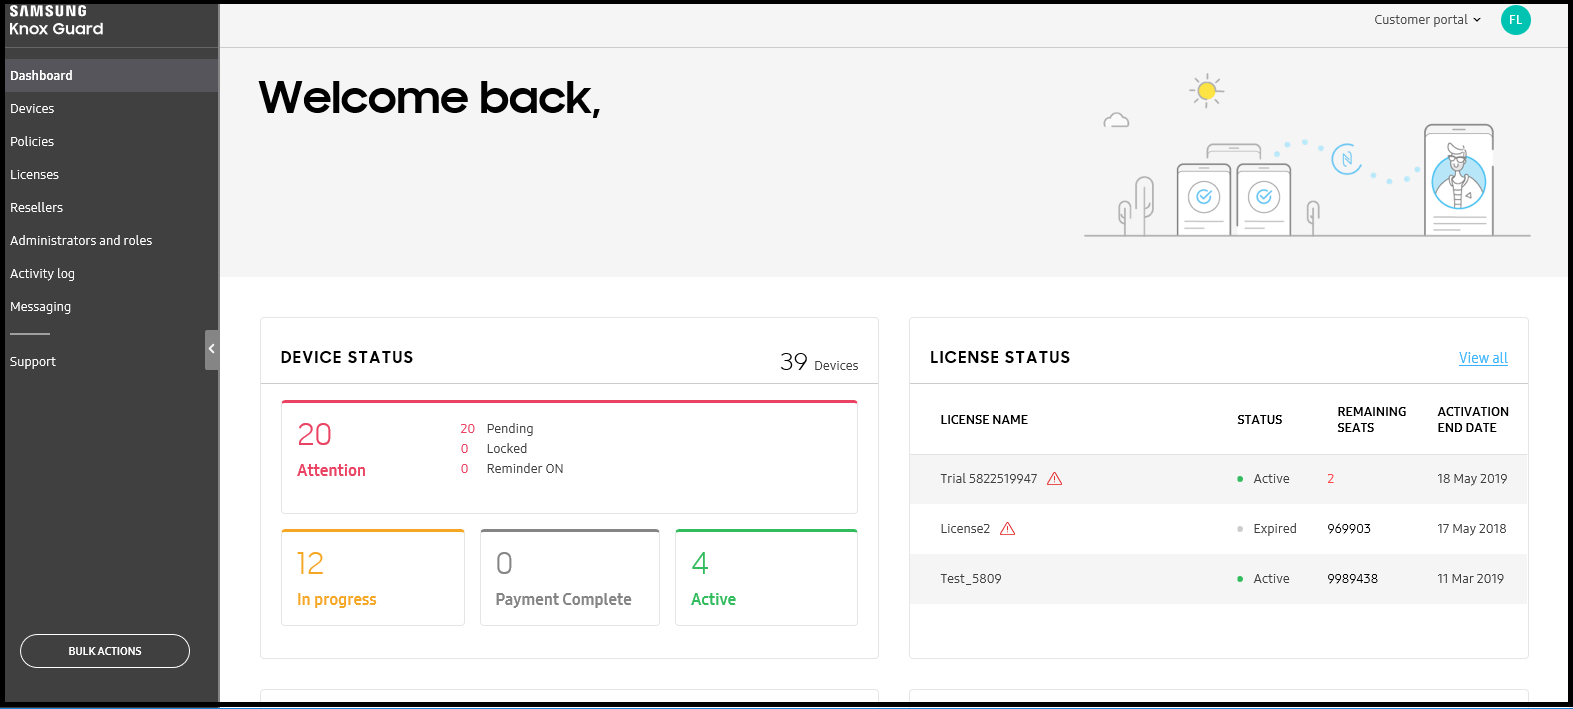 SAMSUNG
Knox Guard
Customer portal
FL
Dashboard
Devices
Policies
Licenses
Resellers
Administrators and roles
Activity log
Messaging
Support
BULK ACTIONS
Welcome back,
N
DEVICE STATUS
39 Devices
20
Attention
20 Pending
0 Locked
0 Reminder ON
12
In progress
0
Payment Complete
4
Active
LICENSE STATUS
View all
LICENSE NAME
STATUS
REMAINING
SEATS
ACTIVATION
END DATE
Trial 5822519947 Active 2 18 May 2019
License2 Expired 969903 17 May 2018
Test_5809 Active 9989438 11 Mar 2019